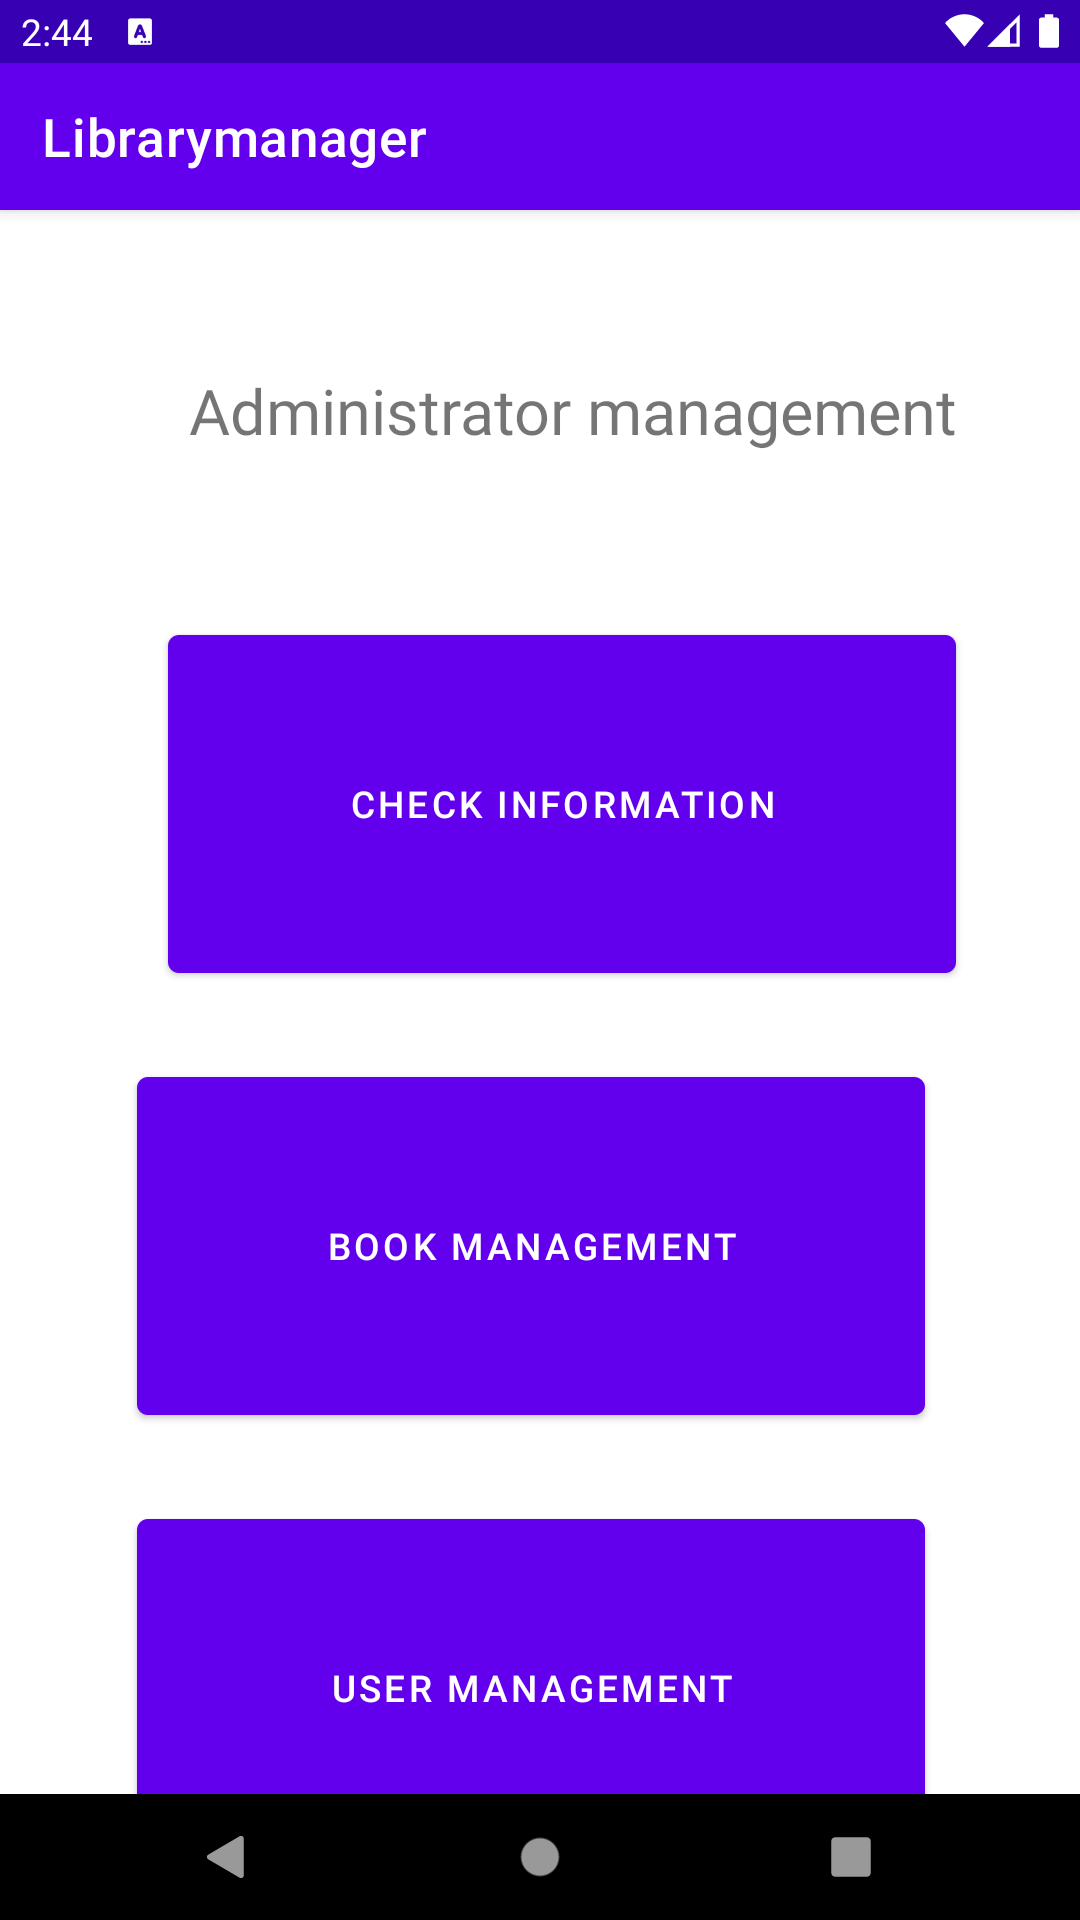 2:44
Librarymanager
Administrator management
CHECK INFORMATION
BOOK MANAGEMENT
USER MANAGEMENT